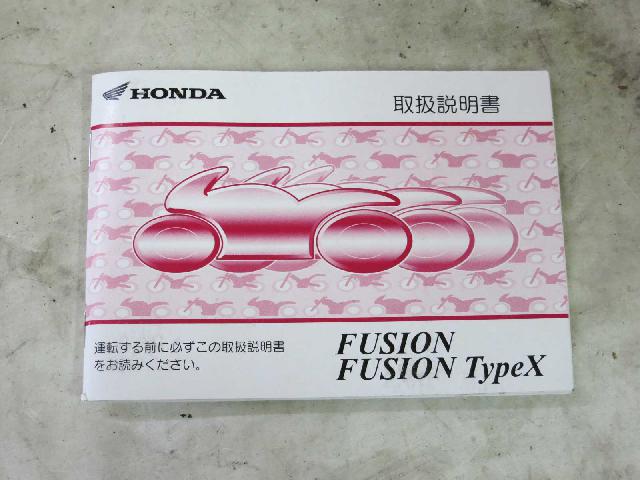 HONDA
取扱説明書
運転する前に必ずこの取扱説明書
をお読みください。
FUSION
FUSION TypeX